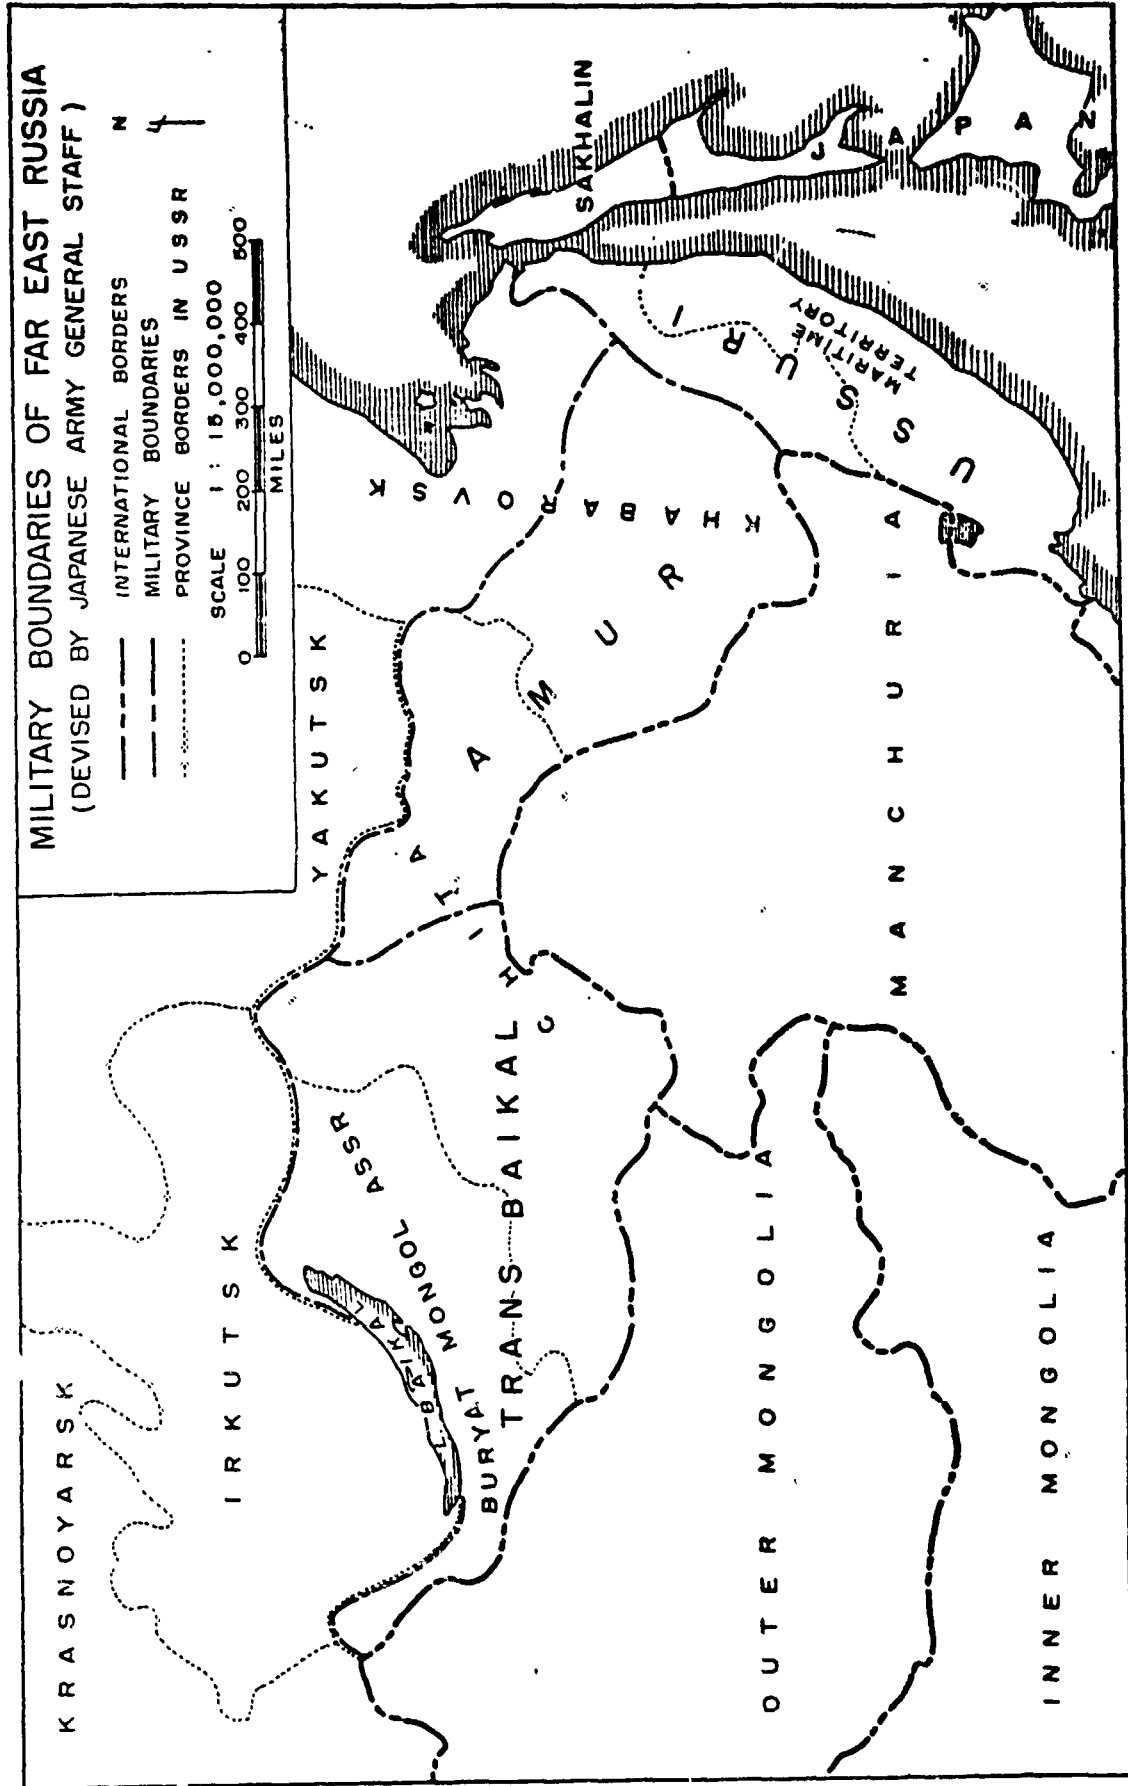 MILITARY BOUNDARIES OF FAR EAST RUSSIA
(DEVISED BY JAPANESE ARMY GENERAL STAFF)
INTERNATIONAL BORDERS
MILITARY BOUNDARIES
PROVINCE BORDERS IN USSR
N
SCALE 1:15,000,000
0 100 200 300 400 500
MILES
KRASNOYARSK
IRKUTSK
YAKUTSK
L. BAIKAL
BURYAT MONGOL ASSR
TRANS BAIKAL
CHITA
AMUR
KHABAROVSK
SAKHALIN
USSURI
MARITIME
TERRITORY
JAPAN
MANCHURIA
OUTER MONGOLIA
INNER MONGOLIA